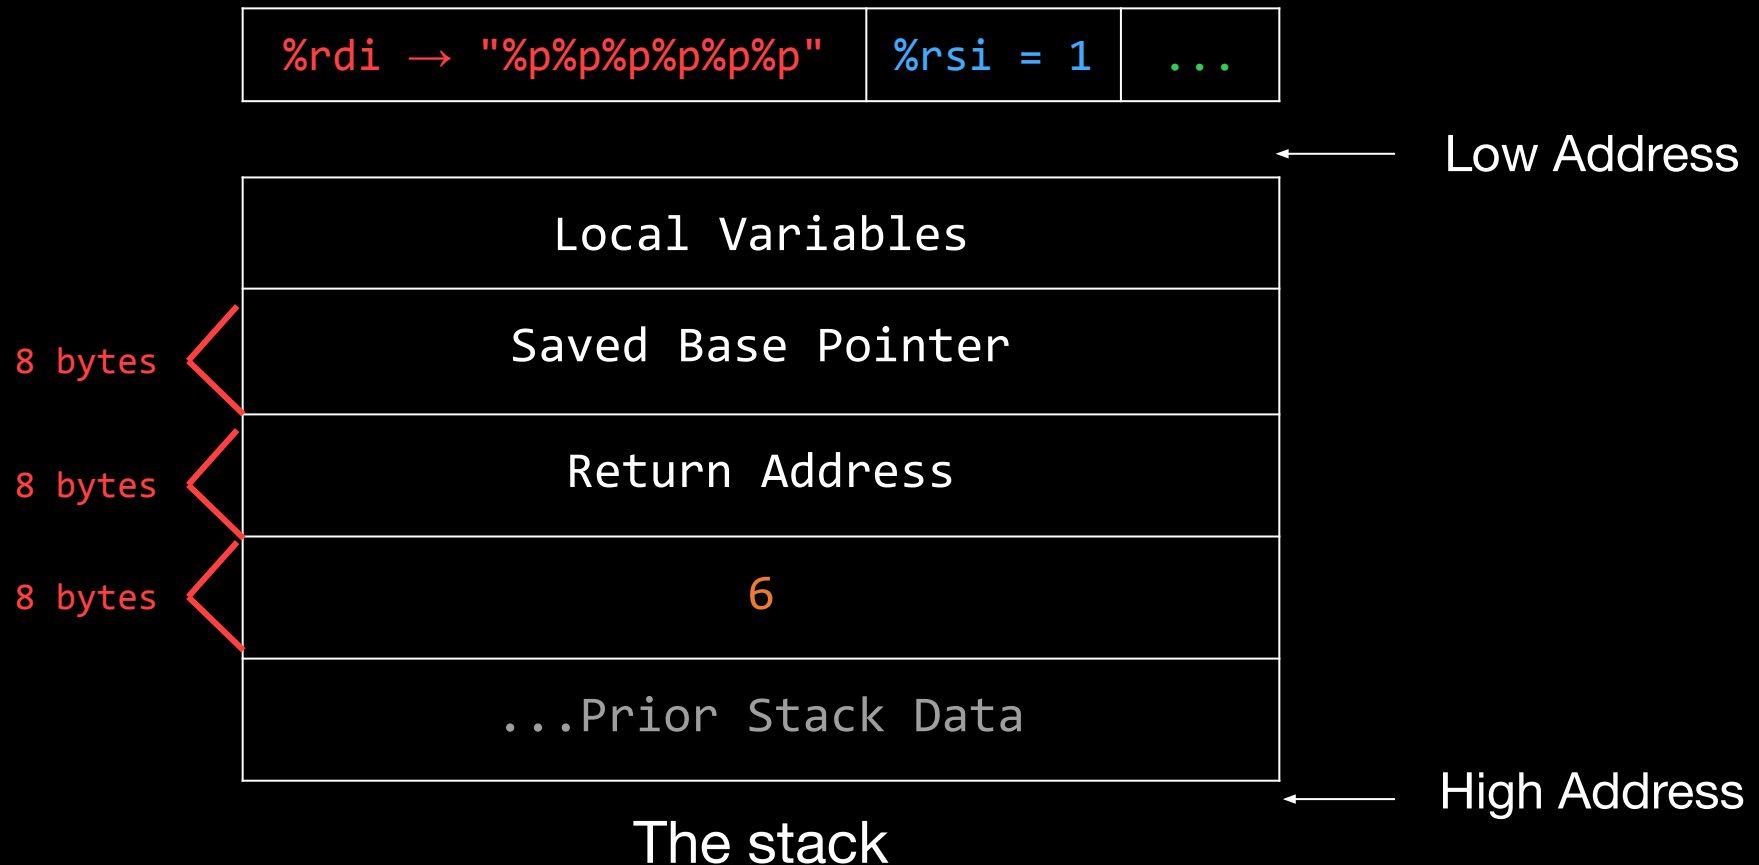 %rdi → "%p%p%p%p%p%p" %rsi = 1 ...
Low Address
Local Variables
8 bytes Saved Base Pointer
8 bytes Return Address
8 bytes 6
...Prior Stack Data
High Address
The stack